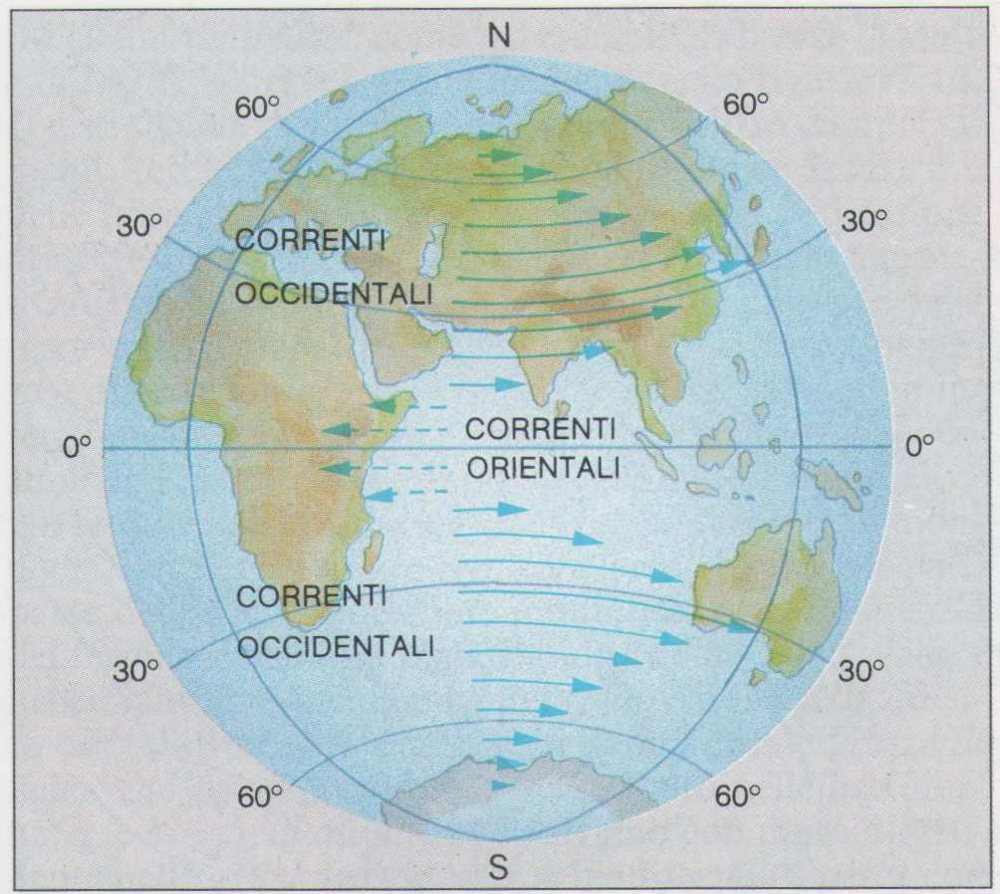 N
60° 60°
30° 30°
CORRENTI
OCCIDENTALI
CORRENTI
0° 0°
ORIENTALI
CORRENTI
OCCIDENTALI
30° 30°
60° 60°
S